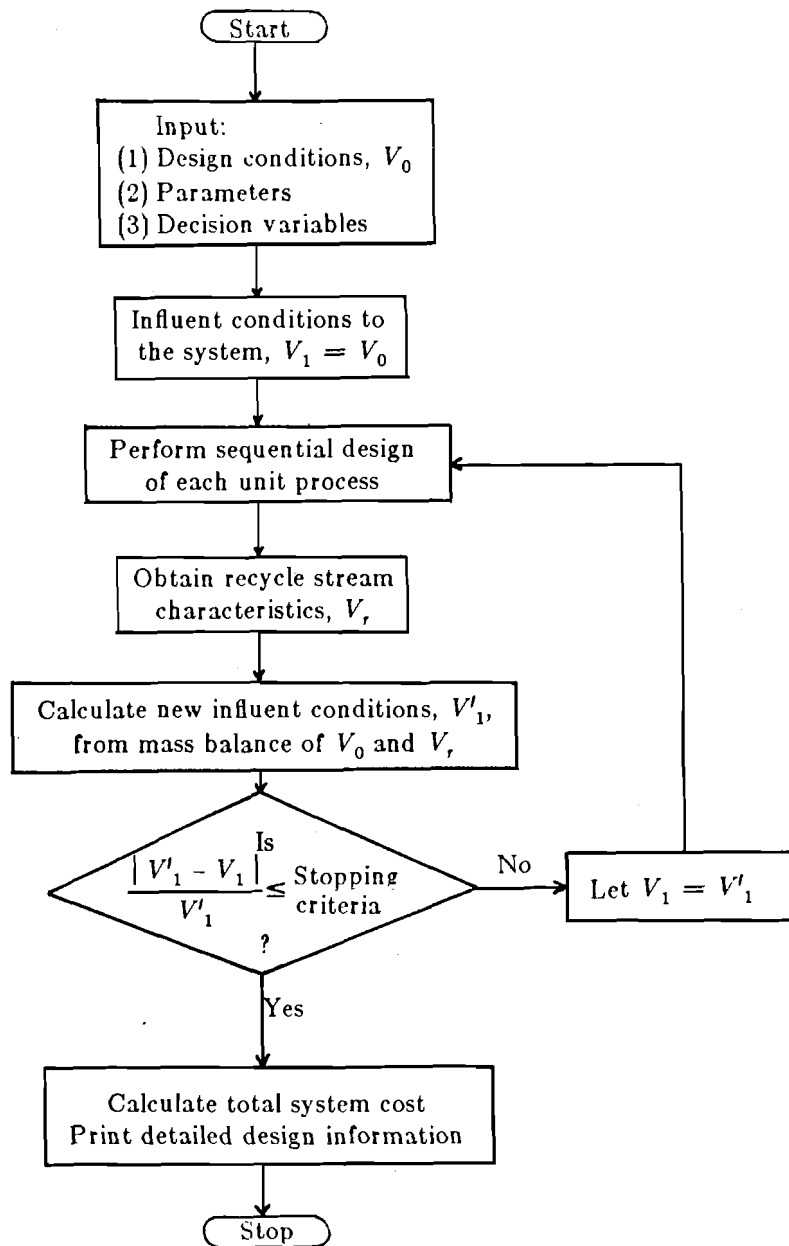 Start
Input:
(1) Design conditions, V₀
(2) Parameters
(3) Decision variables
Influent conditions to
the system, V₁ = V₀
Perform sequential design
of each unit process
Obtain recycle stream
characteristics, Vᵣ
Calculate new influent conditions, V'₁,
from mass balance of V₀ and Vᵣ
Is
| V'₁ - V₁ |
V'₁
≤ Stopping
criteria
?
No
Let V₁ = V'₁
Yes
Calculate total system cost
Print detailed design information
Stop